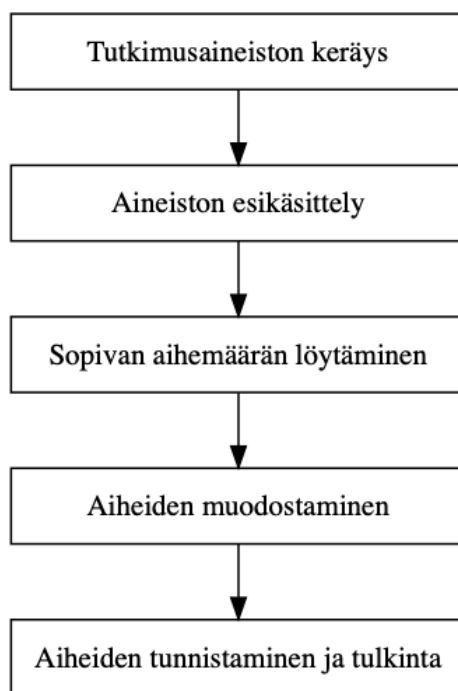 Tutkimusaineiston keräys
Aineiston esikäsittely
Sopivan aihemäärän löytäminen
Aiheiden muodostaminen
Aiheiden tunnistaminen ja tulkinta